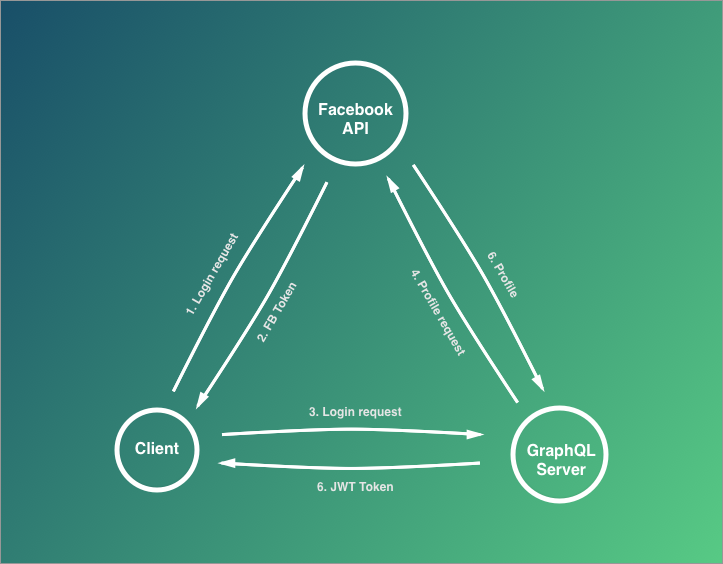 Facebook
API
1. Login request
2. FB Token
4. Profile request
6. Profile
3. Login request
Client
GraphQL
Server
6. JWT Token